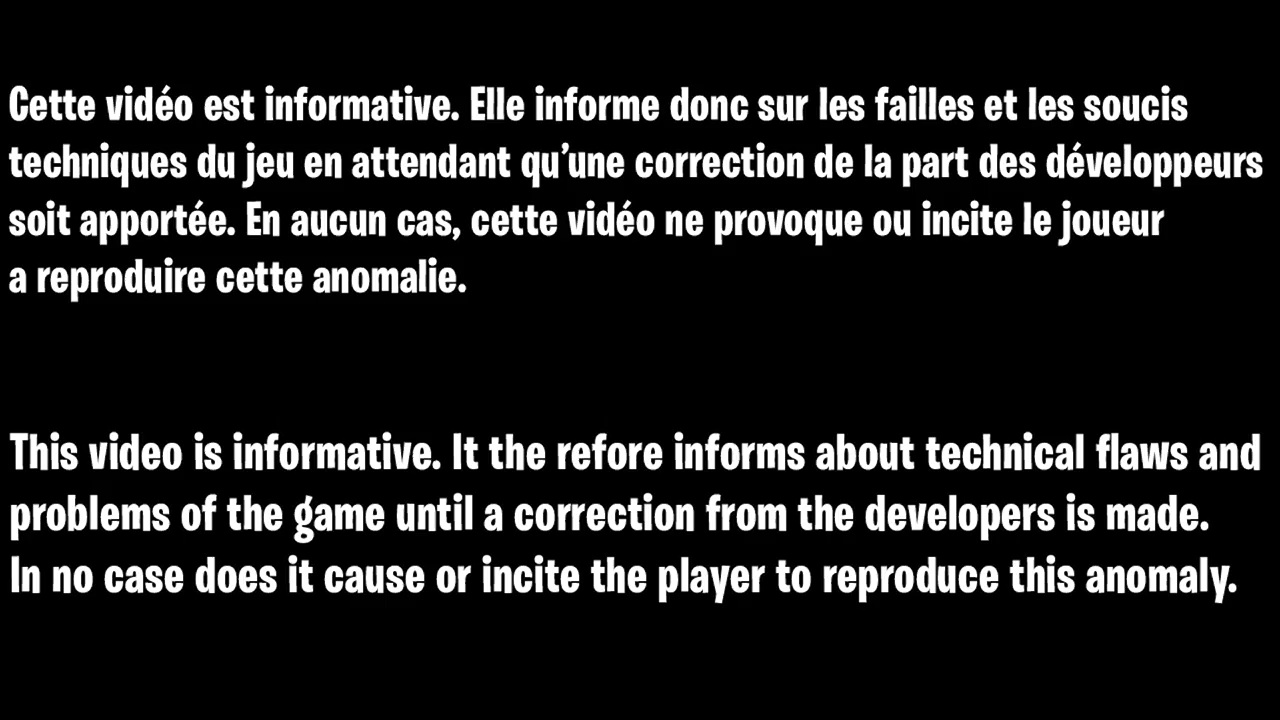 Cette vidéo est informative. Elle informe donc sur les failles et les soucis
techniques du jeu en attendant qu’une correction de la part des développeurs
soit apportée. En aucun cas, cette vidéo ne provoque ou incite le joueur
a reproduire cette anomalie.
This video is informative. It the refore informs about technical flaws and
problems of the game until a correction from the developers is made.
In no case does it cause or incite the player to reproduce this anomaly.